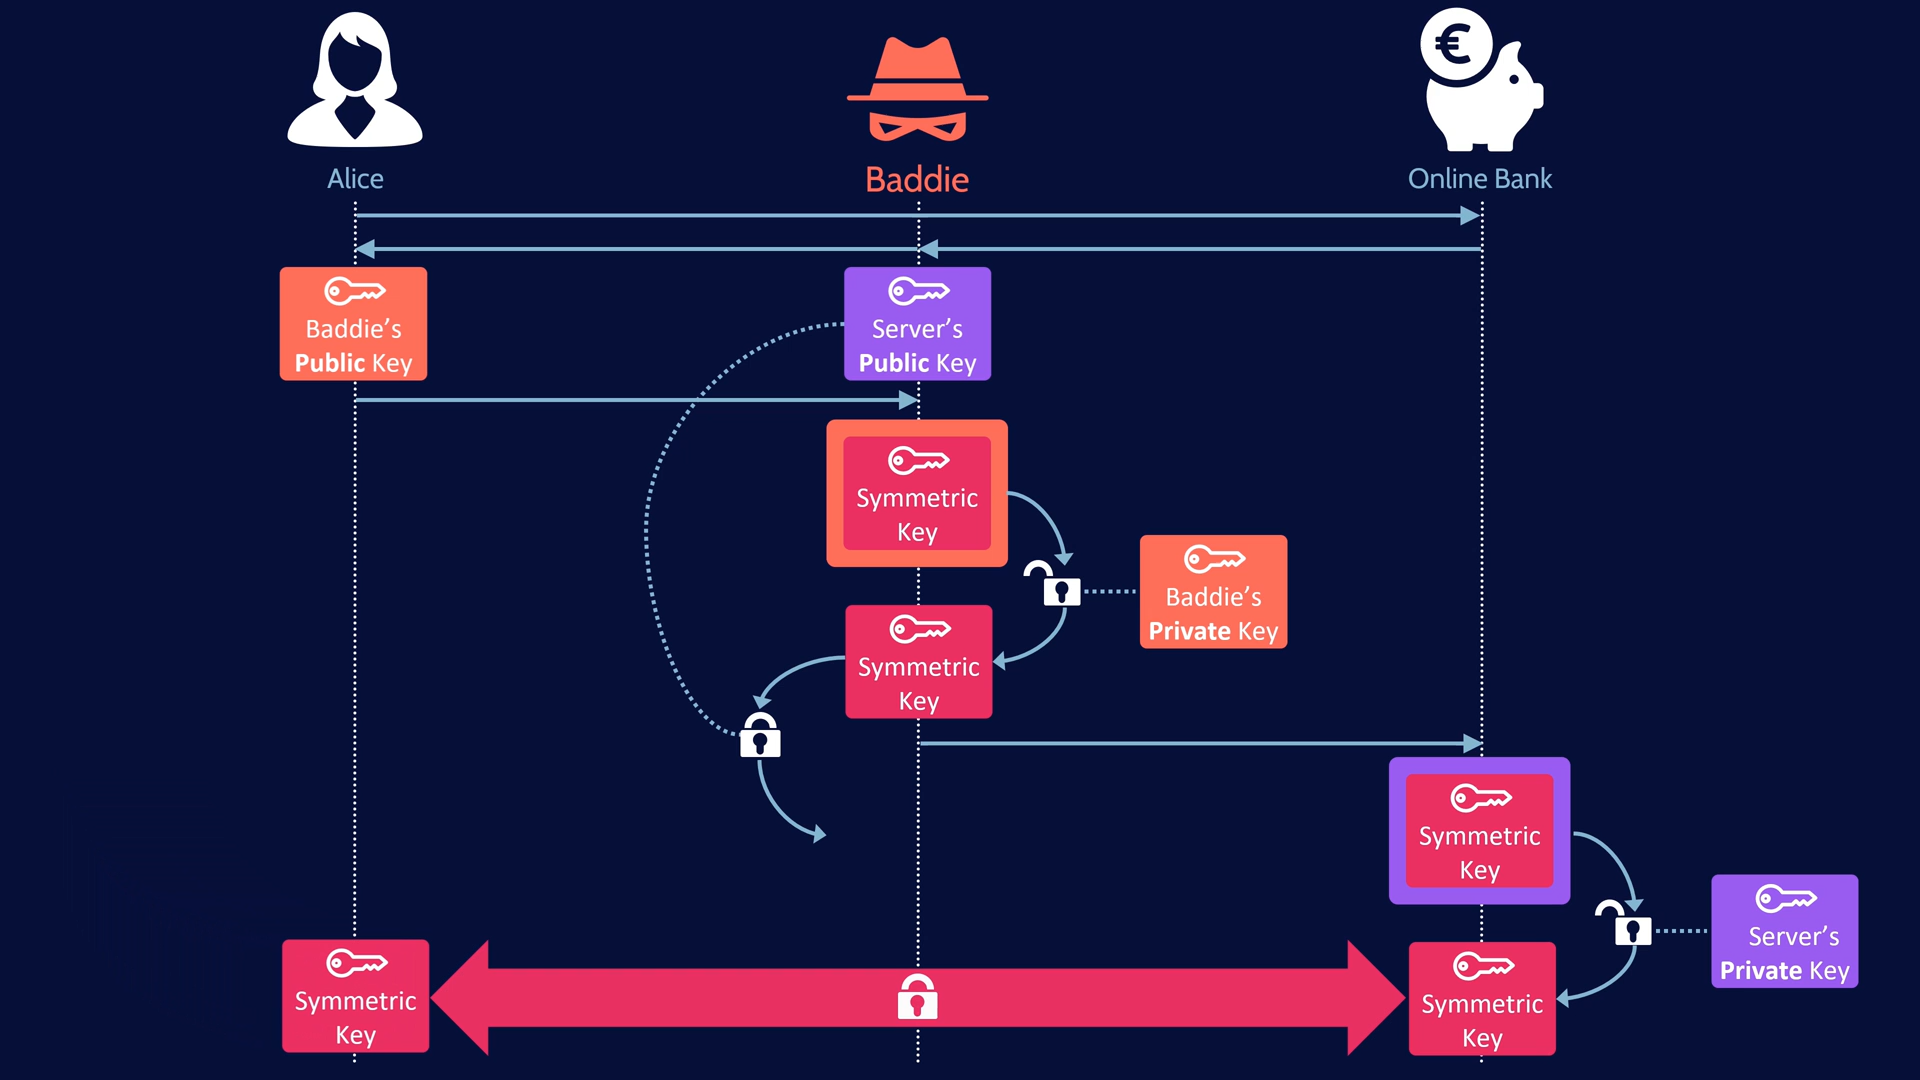 Alice
Baddie
Online Bank
Baddie’s
Public Key
Server’s
Public Key
Symmetric
Key
Baddie’s
Private Key
Symmetric
Key
Symmetric
Key
Server’s
Private Key
Symmetric
Key
Symmetric
Key